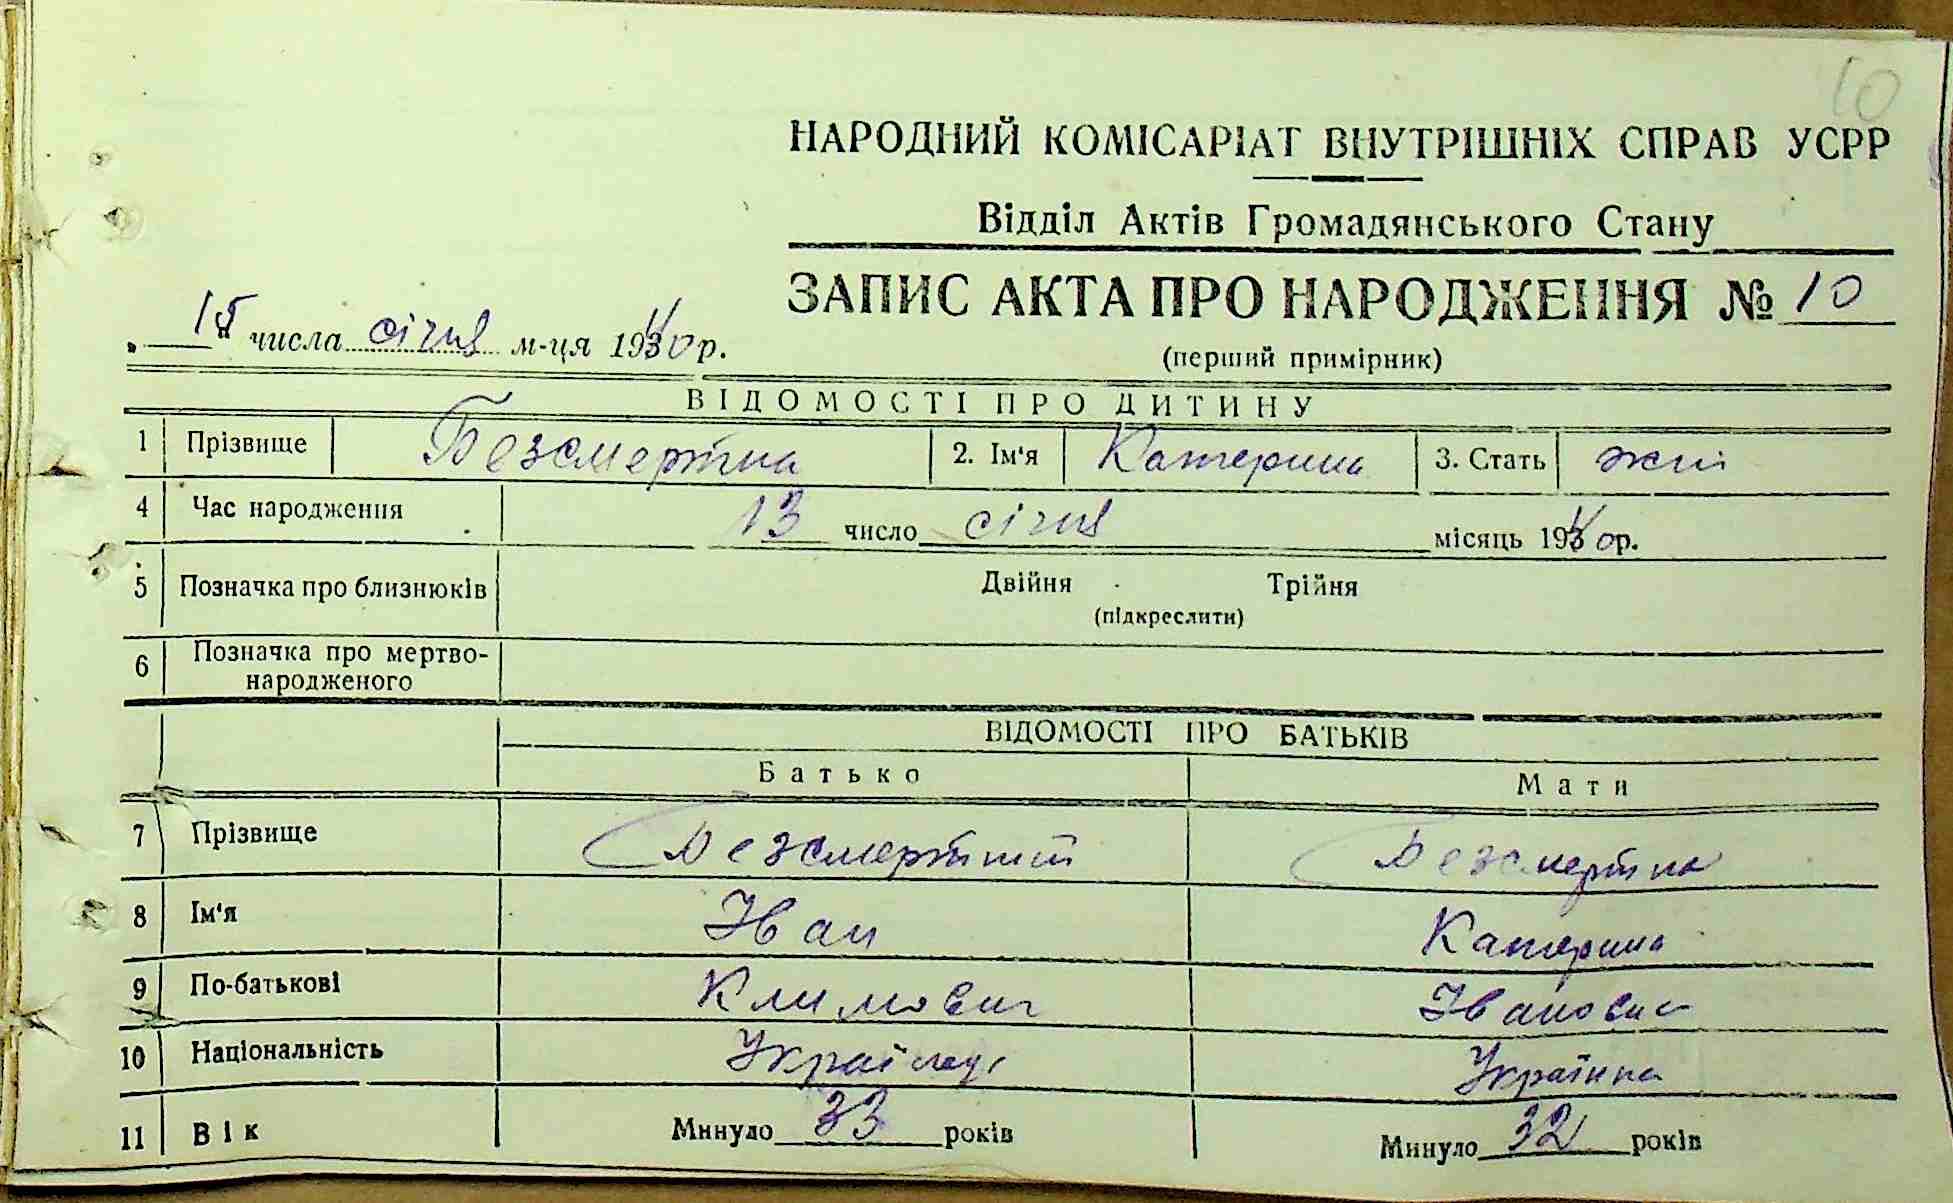 10
НАРОДНИЙ КОМІСАРІАТ ВНУТРІШНІХ СПРАВ УСРР
Відділ Актів Громадянського Стану
ЗАПИС АКТА ПРО НАРОДЖЕННЯ № 10
„15“ числа січня м-ця 1940 р.
(перший примірник)
ВІДОМОСТІ ПРО ДИТИНУ
1 Прізвище Безсмертна 2. Ім'я Катерина 3. Стать жін
4 Час народження 13 число січня місяць 1940 р.
5 Позначка про близнюків Двійня Трійня
(підкреслити)
6 Позначка про мертво-
народженого
ВІДОМОСТІ ПРО БАТЬКІВ
Батько Мати
7 Прізвище Безсмертний Безсмертна
8 Ім'я Іван Катерина
9 По-батькові Климович
10 Національність Українець Українка
11 Вік Минуло 33 років Минуло 32 років